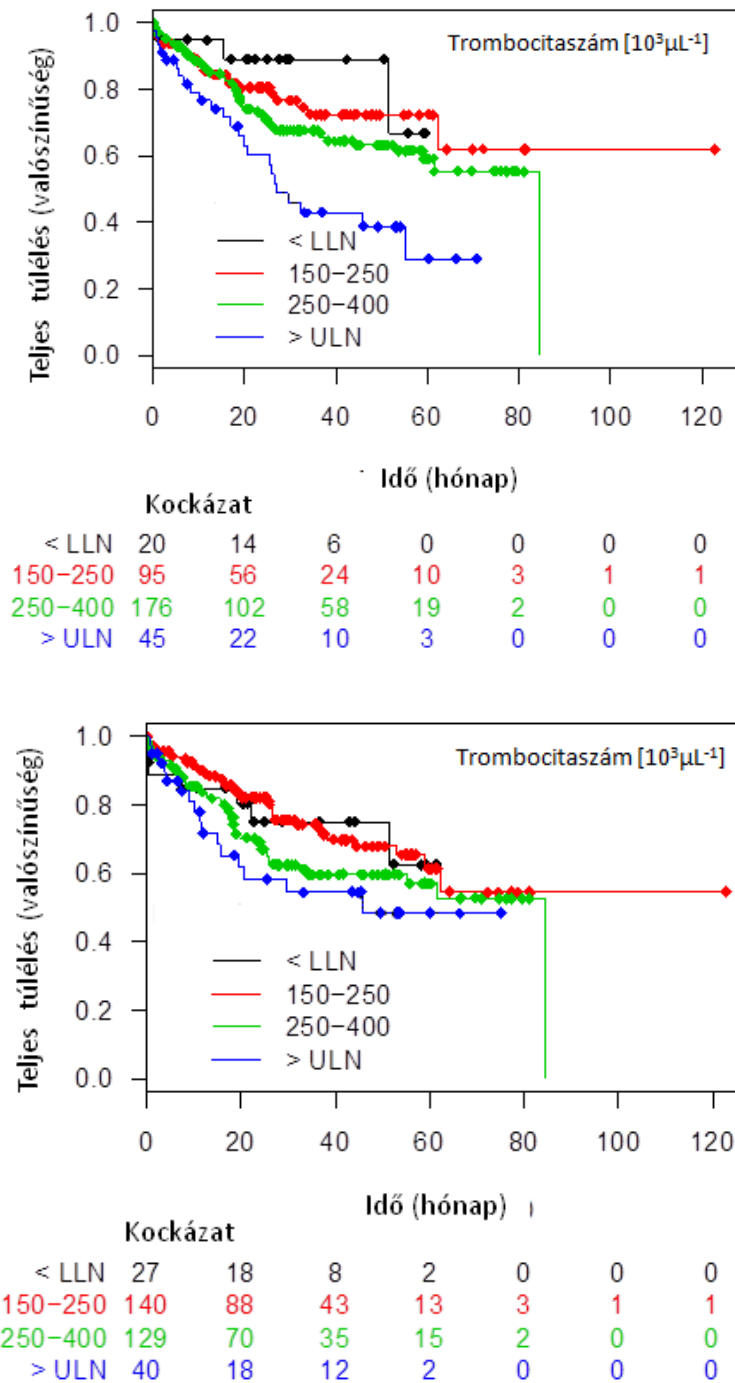 Trombocitaszám [10³µL⁻¹]
Teljes túlélés (valószínűség)
1.0
0.8
0.6
0.4
0.2
0.0
< LLN
150-250
250-400
> ULN
0 20 40 60 80 100 120
Idő (hónap)
Kockázat
< LLN 20 14 6 0 0 0 0
150-250 95 56 24 10 3 1 1
250-400 176 102 58 19 2 0 0
> ULN 45 22 10 3 0 0 0
Trombocitaszám [10³µL⁻¹]
Teljes túlélés (valószínűség)
1.0
0.8
0.6
0.4
0.2
0.0
< LLN
150-250
250-400
> ULN
0 20 40 60 80 100 120
Idő (hónap) )
Kockázat
< LLN 27 18 8 2 0 0 0
150-250 140 88 43 13 3 1 1
250-400 129 70 35 15 2 0 0
> ULN 40 18 12 2 0 0 0